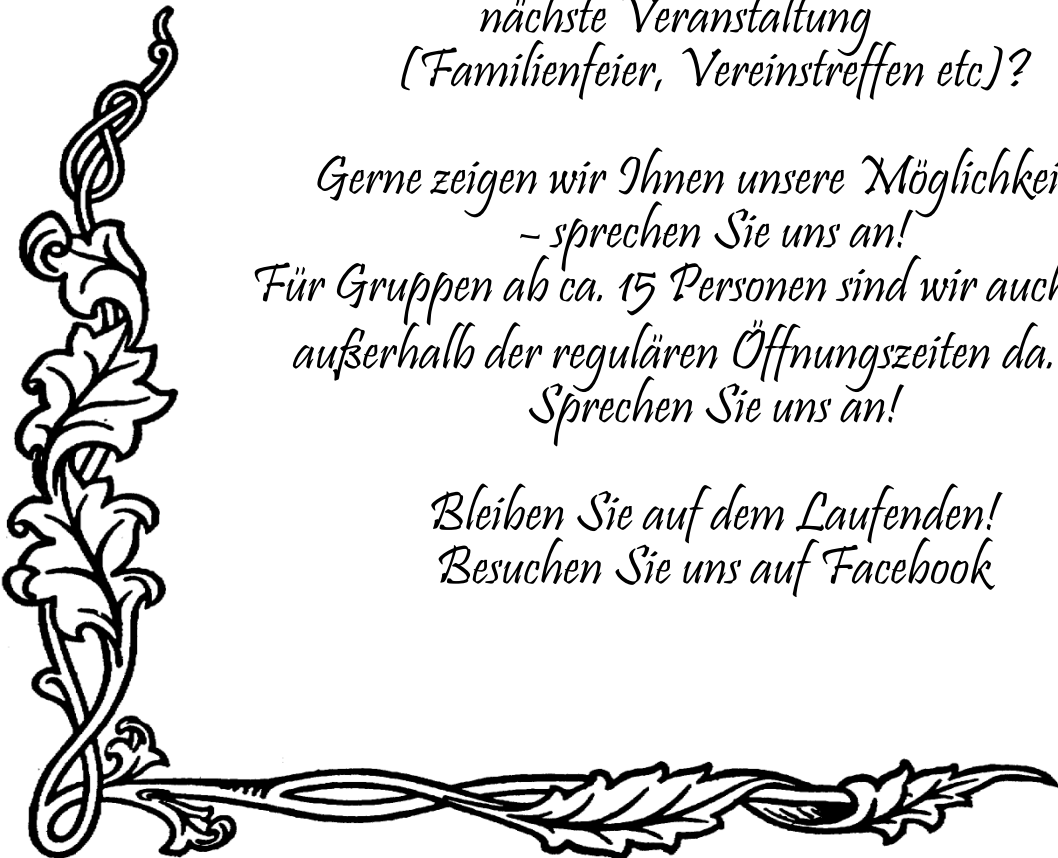 nächste Veranstaltung
(Familienfeier, Vereinstreffen etc)?
Gerne zeigen wir Ihnen unsere Möglichkei
– sprechen Sie uns an!
Für Gruppen ab ca. 15 Personen sind wir auch
außerhalb der regulären Öffnungszeiten da.
Sprechen Sie uns an!
Bleiben Sie auf dem Laufenden!
Besuchen Sie uns auf Facebook